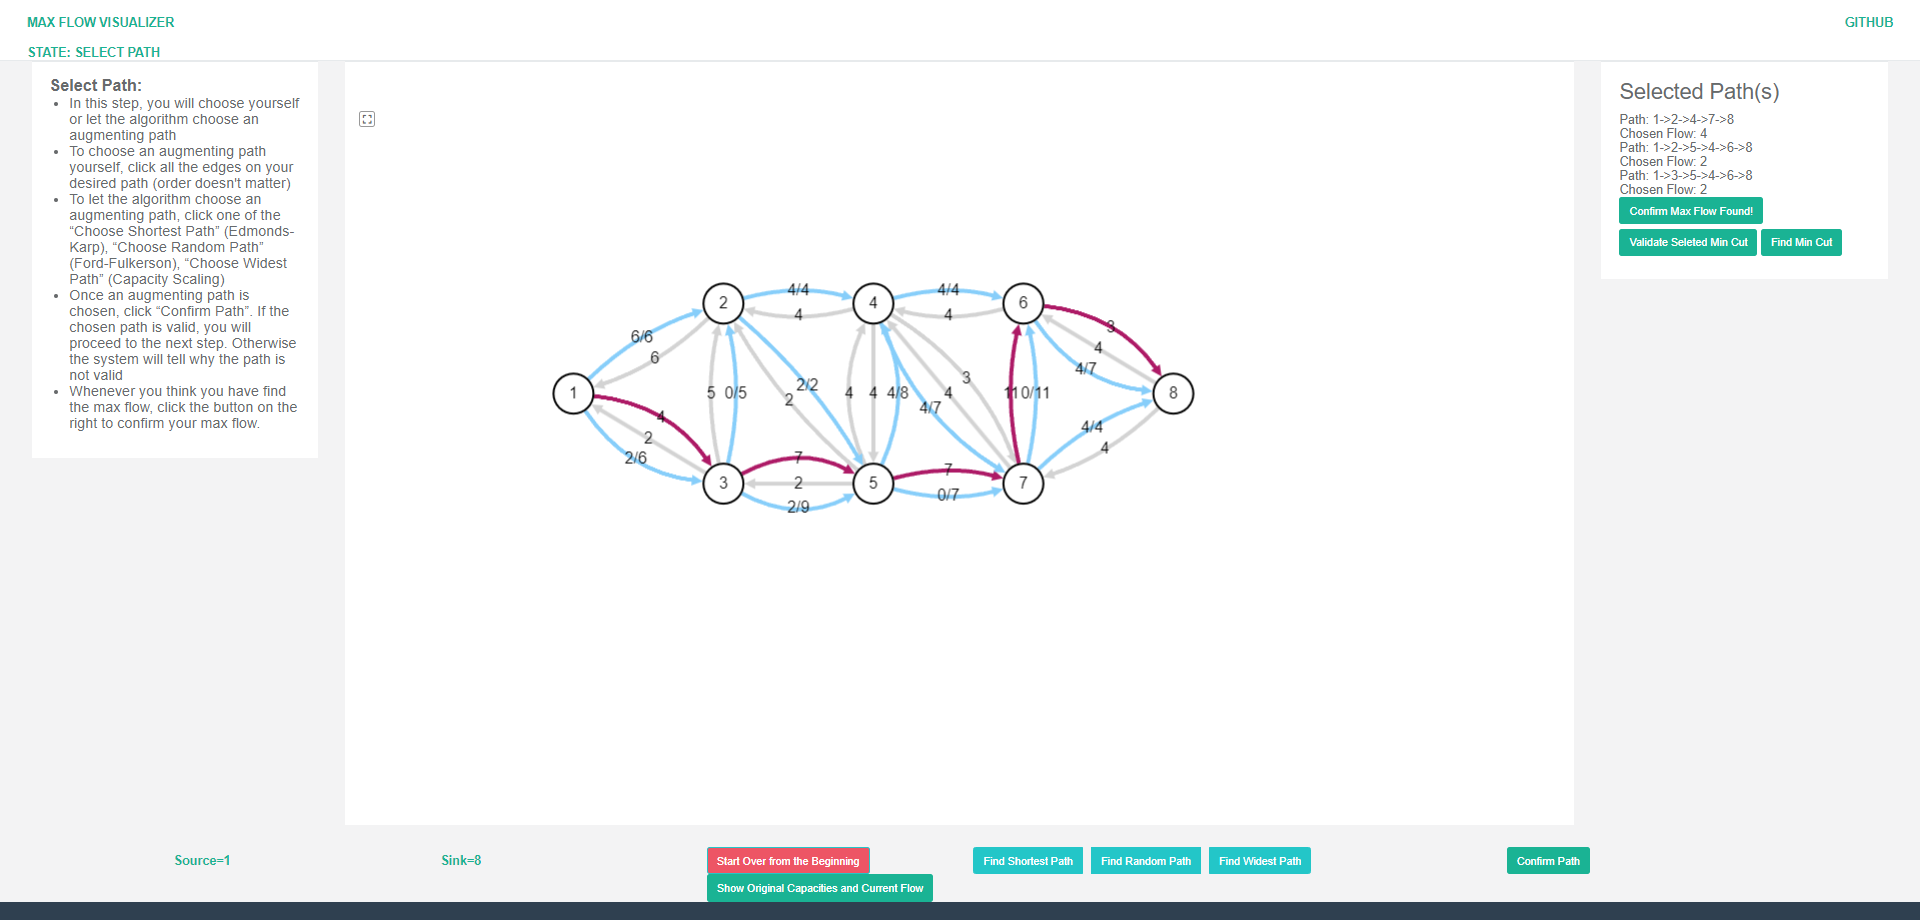 MAX FLOW VISUALIZER
GITHUB
STATE: SELECT PATH
Select Path:
In this step, you will choose yourself
or let the algorithm choose an
augmenting path
To choose an augmenting path
yourself, click all the edges on your
desired path (order doesn't matter)
To let the algorithm choose an
augmenting path, click one of the
“Choose Shortest Path” (Edmonds-
Karp), “Choose Random Path”
(Ford-Fulkerson), “Choose Widest
Path” (Capacity Scaling)
Once an augmenting path is
chosen, click “Confirm Path”. If the
chosen path is valid, you will
proceed to the next step. Otherwise
the system will tell why the path is
not valid
Whenever you think you have find
the max flow, click the button on the
right to confirm your max flow.
4/4
4/4
2
4
6
4
4
3
6/6
4
6
4/7
3
2/2
5
0/5
2
4
4
4/8
4
4/7
11
0/11
1
8
4
2
2/6
4/4
4
7
7
3
2
5
7
2/9
0/7
Selected Path(s)
Path: 1->2->4->7->8
Chosen Flow: 4
Path: 1->2->5->4->6->8
Chosen Flow: 2
Path: 1->3->5->4->6->8
Chosen Flow: 2
Confirm Max Flow Found!
Validate Seleted Min Cut
Find Min Cut
Source=1
Sink=8
Start Over from the Beginning
Show Original Capacities and Current Flow
Find Shortest Path
Find Random Path
Find Widest Path
Confirm Path